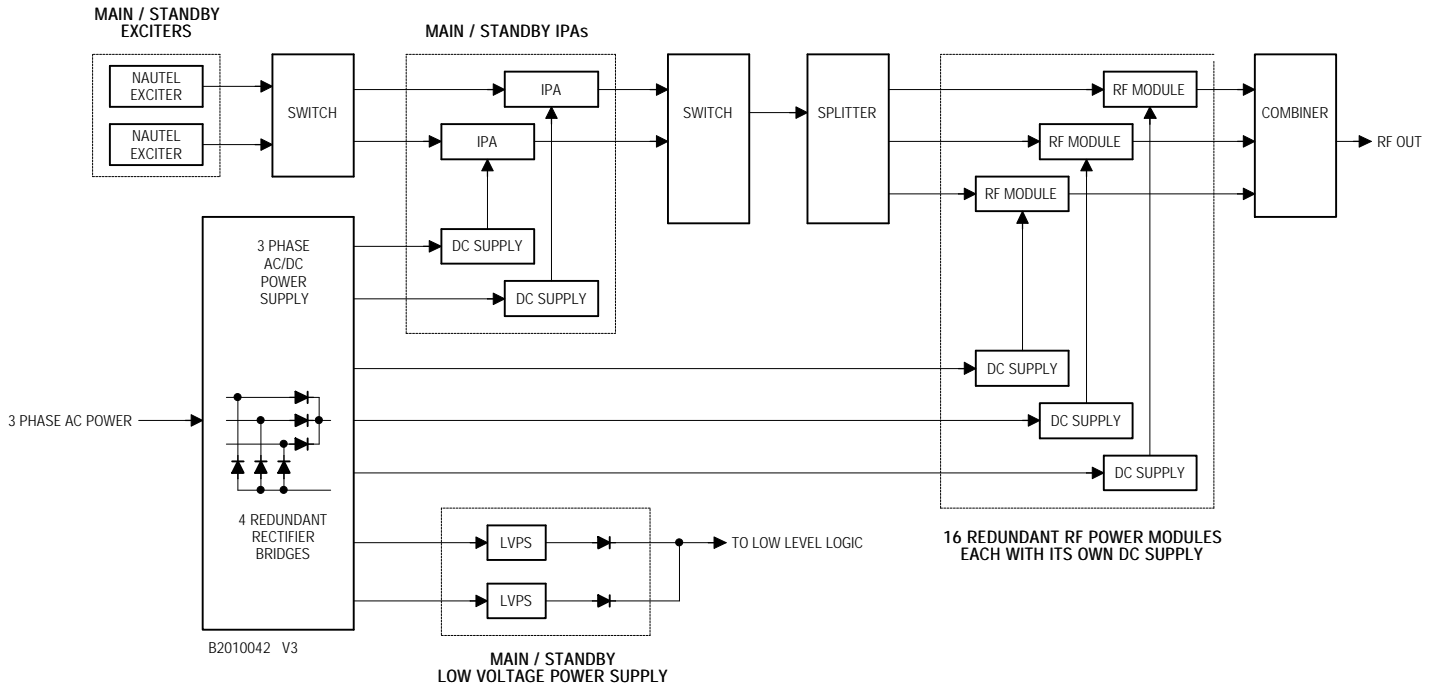 MAIN / STANDBY
EXCITERS
MAIN / STANDBY IPAs
NAUTEL
EXCITER
NAUTEL
EXCITER
SWITCH
IPA
IPA
SWITCH
SPLITTER
RF MODULE
RF MODULE
RF MODULE
COMBINER
RF OUT
3 PHASE
AC/DC
POWER
SUPPLY
DC SUPPLY
DC SUPPLY
DC SUPPLY
DC SUPPLY
DC SUPPLY
3 PHASE AC POWER
4 REDUNDANT
RECTIFIER
BRIDGES
LVPS
LVPS
TO LOW LEVEL LOGIC
16 REDUNDANT RF POWER MODULES
EACH WITH ITS OWN DC SUPPLY
B2010042 V3
MAIN / STANDBY
LOW VOLTAGE POWER SUPPLY